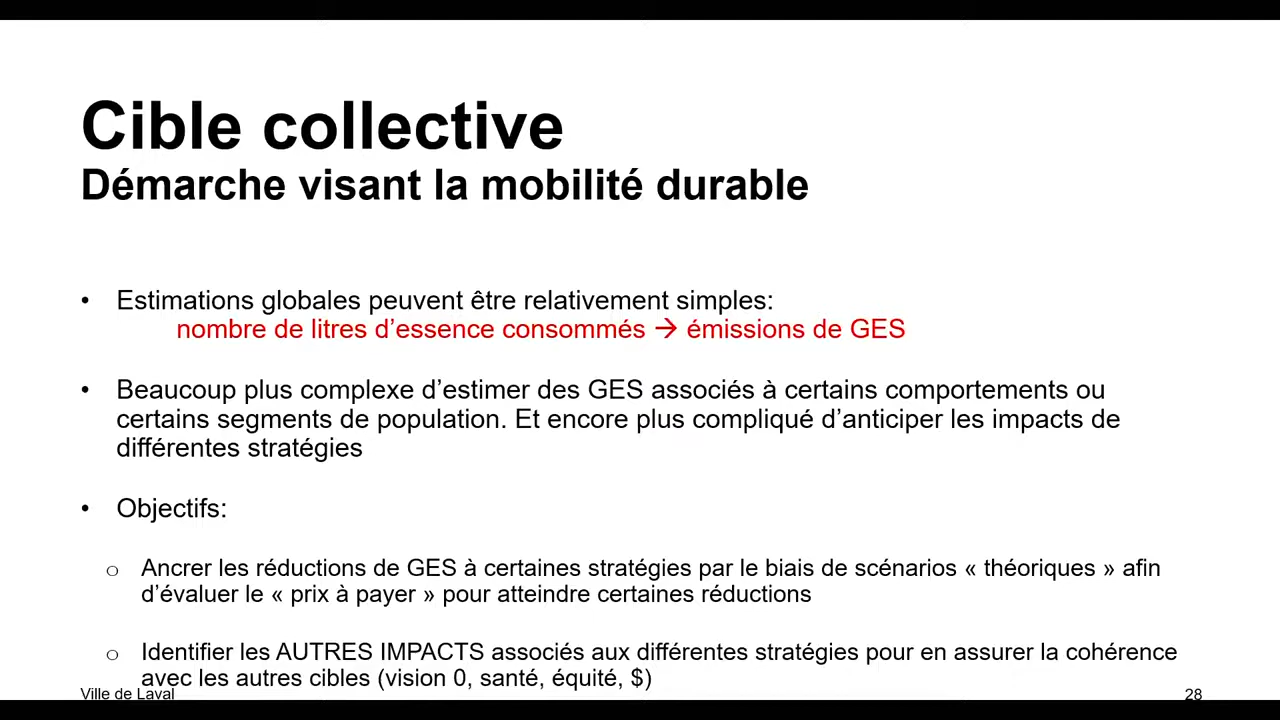 Cible collective
Démarche visant la mobilité durable
• Estimations globales peuvent être relativement simples:
nombre de litres d’essence consommés → émissions de GES
• Beaucoup plus complexe d’estimer des GES associés à certains comportements ou
certains segments de population. Et encore plus compliqué d’anticiper les impacts de
différentes stratégies
• Objectifs:
o Ancrer les réductions de GES à certaines stratégies par le biais de scénarios « théoriques » afin
d’évaluer le « prix à payer » pour atteindre certaines réductions
o Identifier les AUTRES IMPACTS associés aux différentes stratégies pour en assurer la cohérence
avec les autres cibles (vision 0, santé, équité, $)
Ville de Laval
28